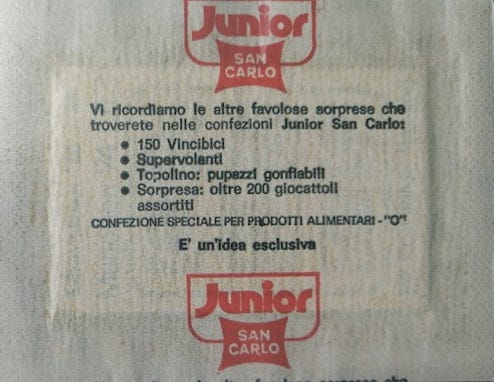 Junior
SAN
CARLO
Vi ricordiamo le altre favolose sorprese che
troverete nelle confezioni Junior San Carlo:
• 150 Vincibici
• Supervolanti
• Topolino: pupazzi gonfiabili
• Sorpresa: oltre 200 giocattoli
assortiti
CONFEZIONE SPECIALE PER PRODOTTI ALIMENTARI - "O"
E' un'idea esclusiva
Junior
SAN
CARLO